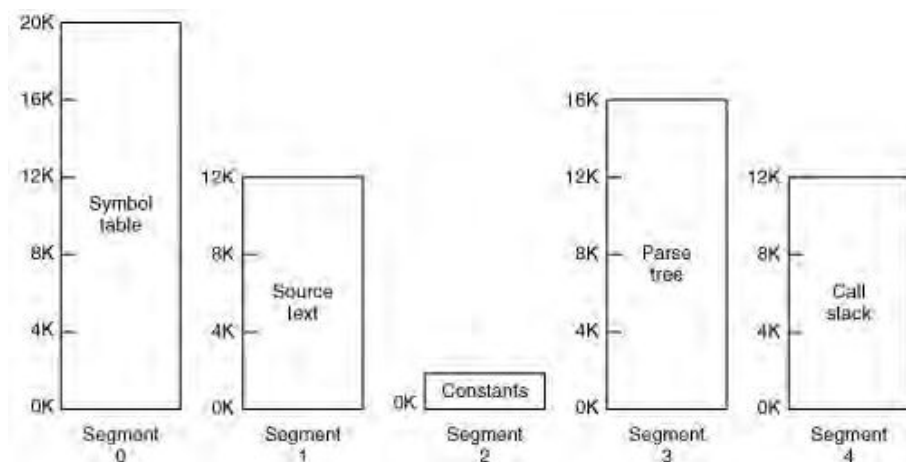 20K
16K
12K
Symbol
table
8K
4K
0K
Segment
0
12K
8K
Source
text
4K
0K
Segment
1
Constants
0K
Segment
2
16K
12K
Parse
tree
8K
4K
0K
Segment
3
12K
8K
Call
stack
4K
0K
Segment
4